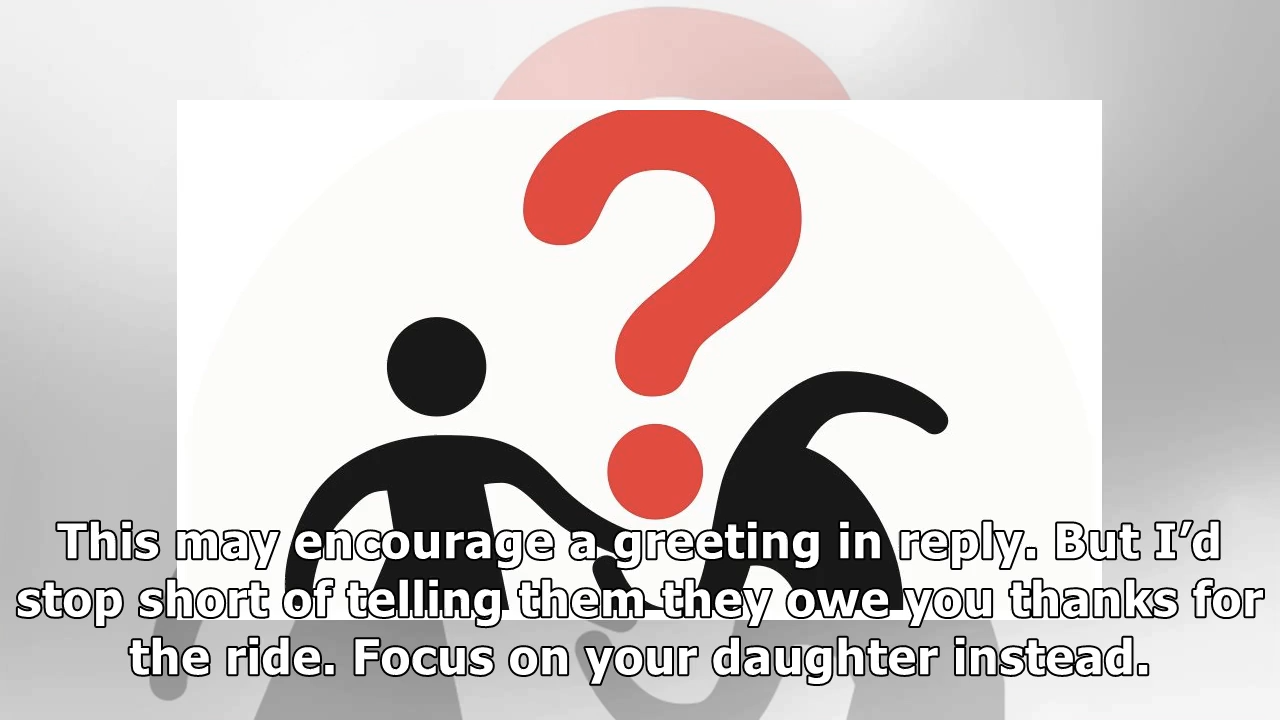 This may encourage a greeting in reply. But I’d
stop short of telling them they owe you thanks for
the ride. Focus on your daughter instead.